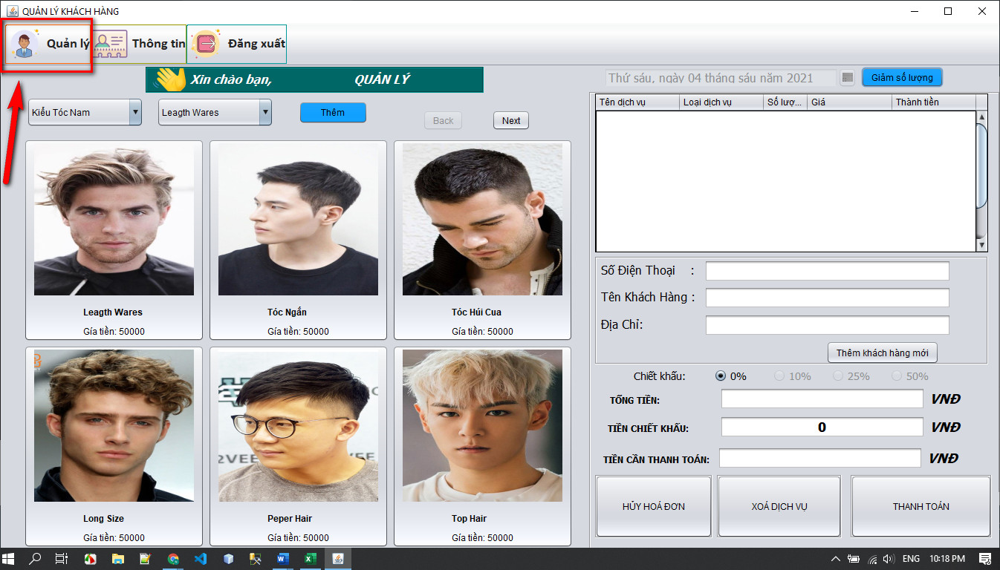 QUẢN LÝ KHÁCH HÀNG
Quản lý
Thông tin
Đăng xuất
Xin chào bạn, QUẢN LÝ
Thứ sáu, ngày 04 tháng sáu năm 2021
Giảm số lượng
Kiểu Tóc Nam
Leagth Wares
Thêm
Back
Next
Tên dịch vụ Loại dịch vụ Số lượ... Giá Thành tiền
Leagth Wares
Gía tiền: 50000
Tóc Ngắn
Gía tiền: 50000
Tóc Húi Cua
Gía tiền: 50000
Long Size
Gía tiền: 50000
Peper Hair
Gía tiền: 50000
Top Hair
Gía tiền: 50000
Số Điện Thoại :
Tên Khách Hàng :
Địa Chỉ:
Thêm khách hàng mới
Chiết khấu: 0% 10% 25% 50%
TỔNG TIỀN: VNĐ
TIỀN CHIẾT KHẤU: 0 VNĐ
TIỀN CẦN THANH TOÁN: VNĐ
HỦY HOÁ ĐƠN
XOÁ DỊCH VỤ
THANH TOÁN
ENG 10:18 PM